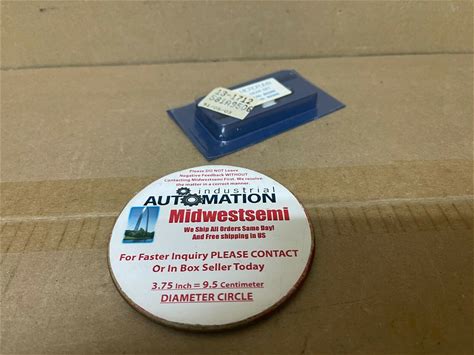 13-1712
Please DO NOT Leave
Negative Feedback WITHOUT
Contacting Midwestsemi First. We resolve
the matter in a correct manner.
industrial
AUTOMATION
Midwestsemi
We Ship All Orders Same Day!
And Free shipping in US
For Faster Inquiry PLEASE CONTACT
Or In Box Seller Today
3.75 Inch = 9.5 Centimeter
DIAMETER CIRCLE